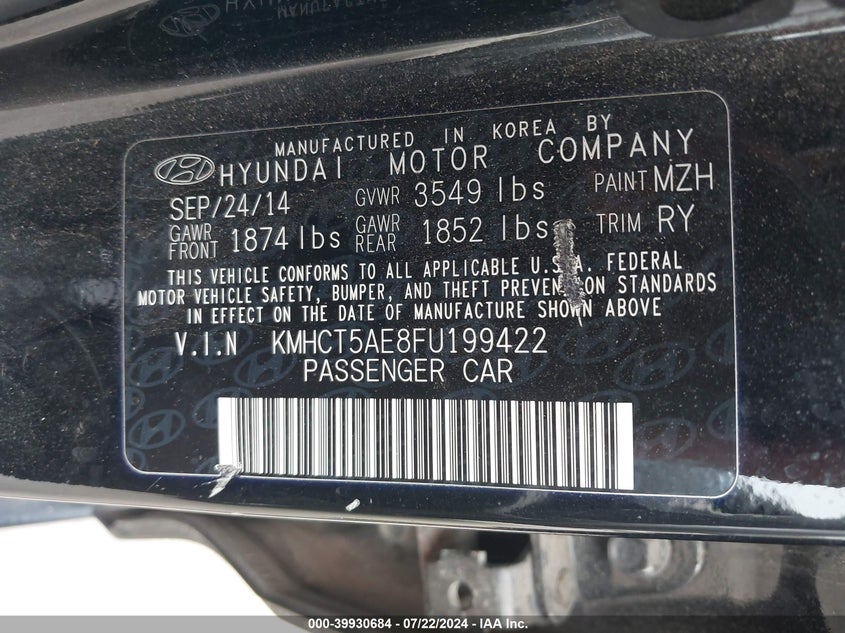 MANUFACTURED IN KOREA BY
HYUNDAI MOTOR COMPANY
SEP/24/14 GVWR 3549 lbs PAINT MZH
GAWR FRONT 1874 lbs GAWR REAR 1852 lbs TRIM RY
THIS VEHICLE CONFORMS TO ALL APPLICABLE U.S.A. FEDERAL
MOTOR VEHICLE SAFETY, BUMPER, AND THEFT PREVENTION STANDARDS
IN EFFECT ON THE DATE OF MANUFACTURE SHOWN ABOVE
V.I.N KMHCT5AE8FU199422
PASSENGER CAR
000-39930684 / 07/22/2024 - IAA Inc.